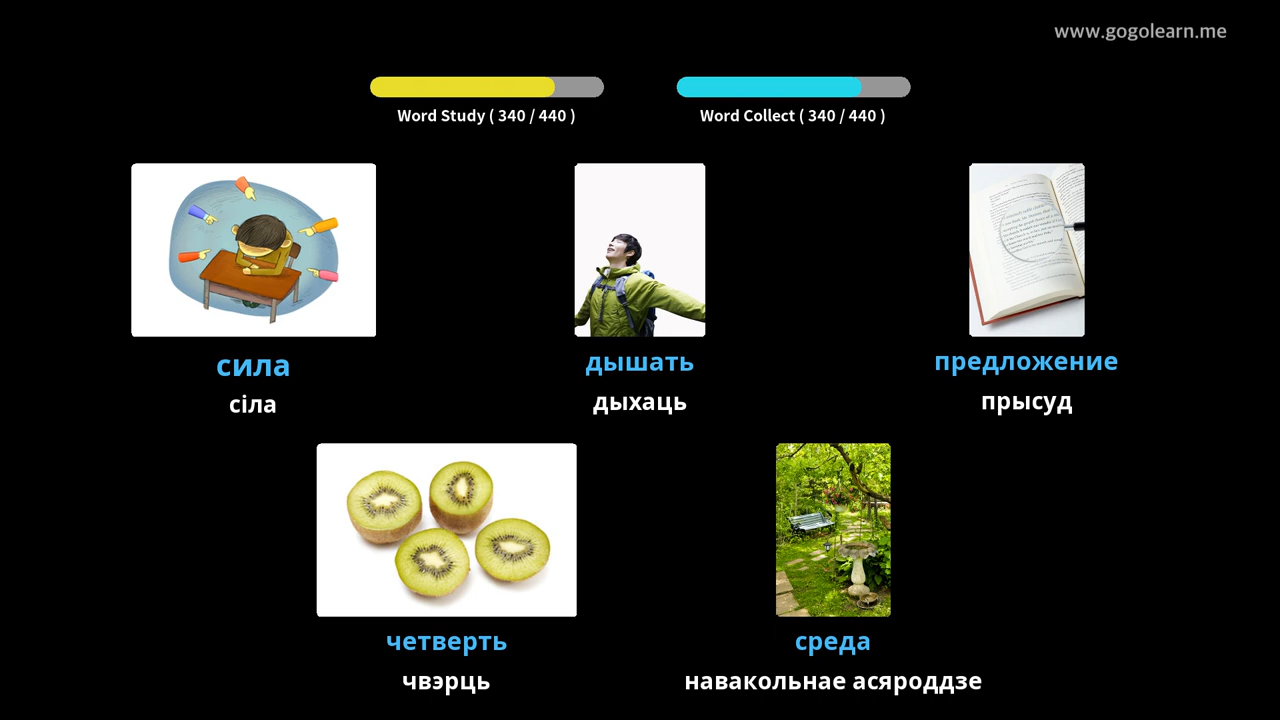 www.gogolearn.me
Word Study ( 340 / 440 )
Word Collect ( 340 / 440 )
сила
сіла
дышать
дыхаць
предложение
прысуд
четверть
чвэрць
среда
навакольнае асяроддзе